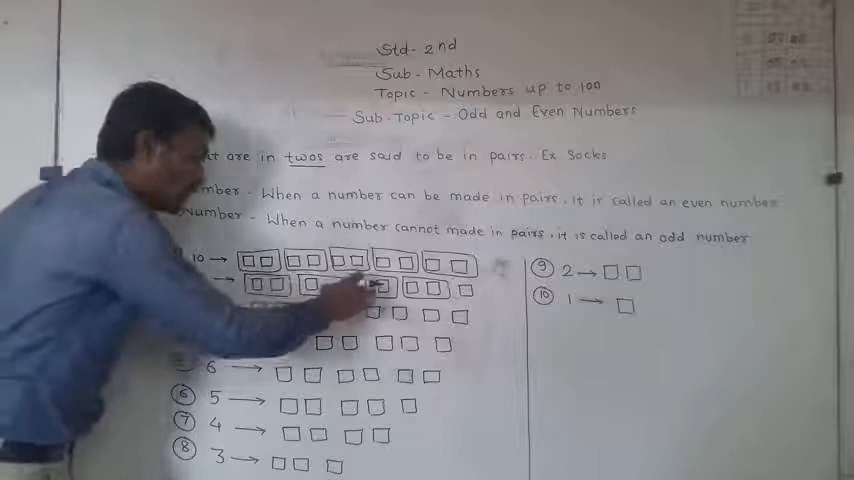 Std- 2nd
Sub- Maths
Topic - Numbers up to 100
Sub-Topic - Odd and Even Numbers
are in twos are said to be in pairs. Ex Socks
Number - When a number can be made in pairs, it is called an even number
Number - When a number cannot made in pairs, it is called an odd number
10 →
→
6 →
⑥ 5 →
⑦ 4 →
⑧ 3 →
⑨ 2 →
⑩ 1 →